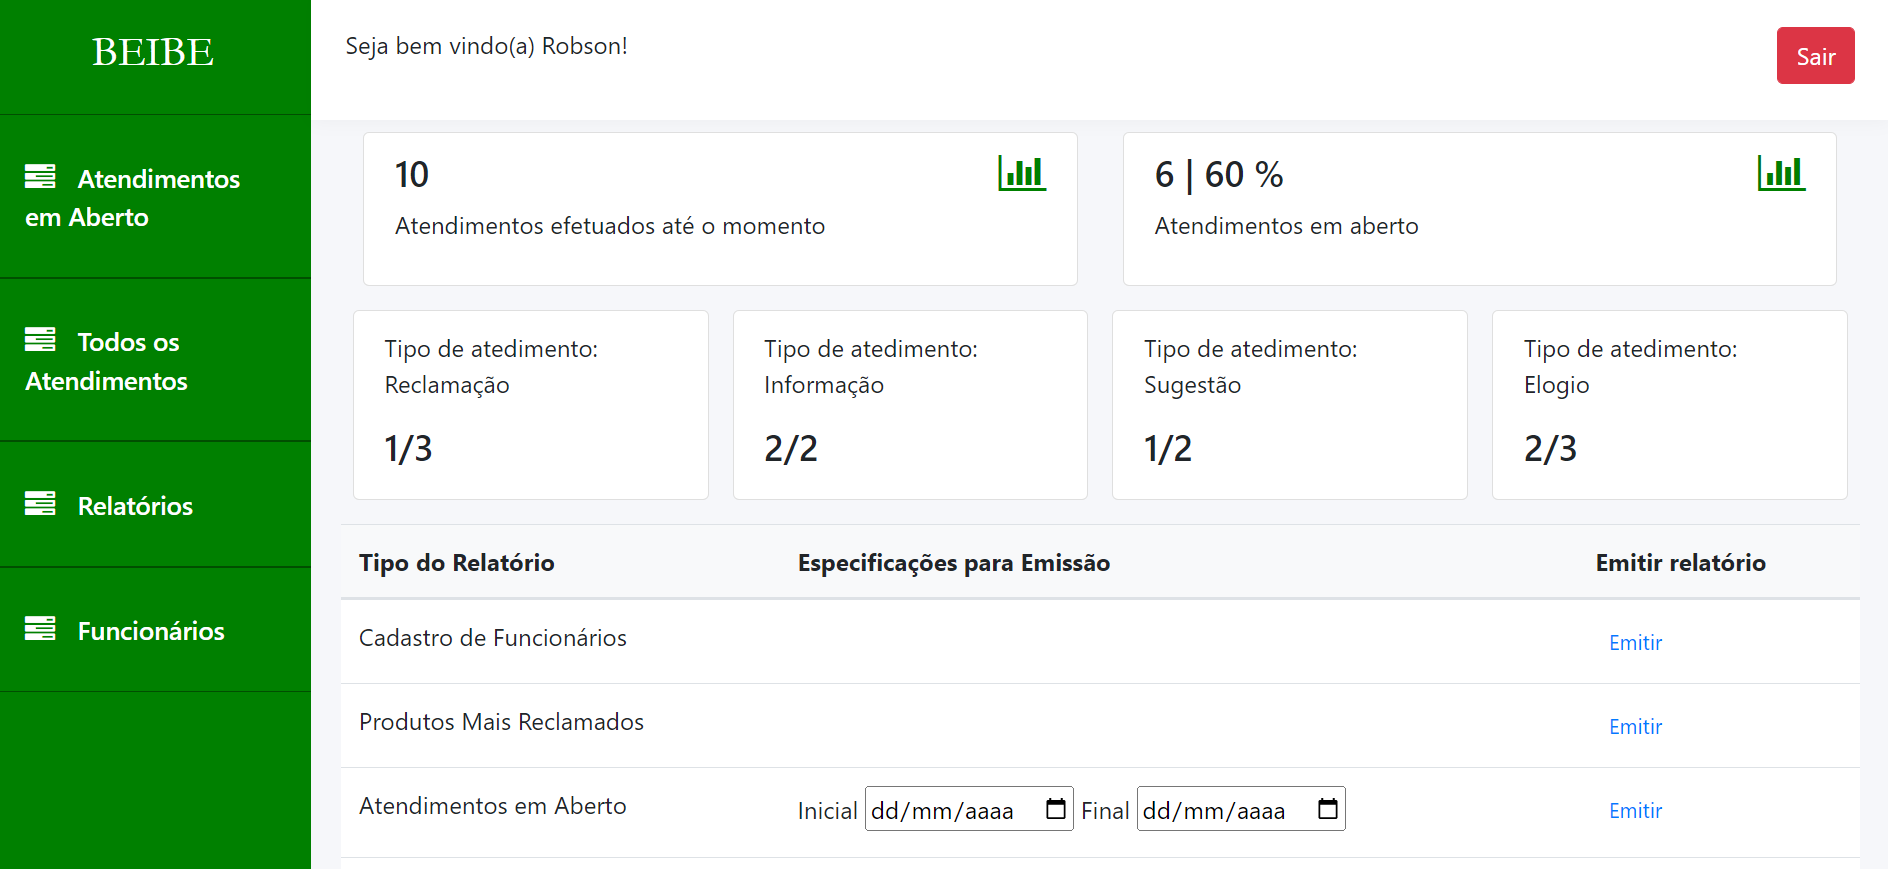 BEIBE
Seja bem vindo(a) Robson!
Sair
Atendimentos
em Aberto
Todos os
Atendimentos
Relatórios
Funcionários
10
Atendimentos efetuados até o momento
6 | 60 %
Atendimentos em aberto
Tipo de atedimento:
Reclamação
1/3
Tipo de atedimento:
Informação
2/2
Tipo de atedimento:
Sugestão
1/2
Tipo de atedimento:
Elogio
2/3
Tipo do Relatório Especificações para Emissão Emitir relatório
Cadastro de Funcionários Emitir
Produtos Mais Reclamados Emitir
Atendimentos em Aberto Inicial dd/mm/aaaa Final dd/mm/aaaa Emitir